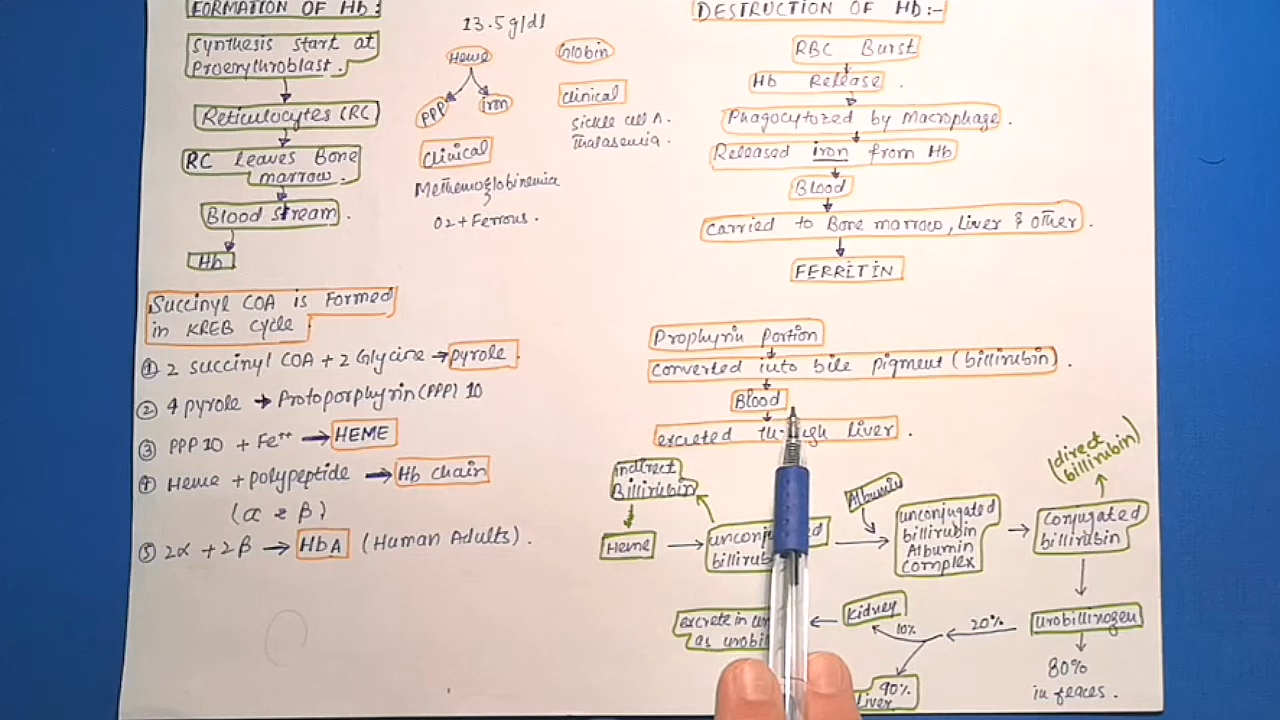 FORMATION OF Hb:
Synthesis start at
Proerythroblast.
Reticulocytes (RC
RC Leaves Bone
marrow.
Blood stream.
Hb
13.5 g/dl
Heme
PPP
iron
Clinical
Methemoglobinemia
O2 + Ferrous.
Globin
Clinical
Sickle cell A.
Thalasemia.
Succinyl COA is Formed
in KREB cycle
① 2 succinyl COA + 2 Glycine → pyrole
② 4 pyrole → Protoporphyrin (PPP) 10
③ PPP 10 + Fe++ → HEME
④ Heme + polypeptide → Hb chain
(α & β)
⑤ 2α + 2β → HbA (Human Adults).
DESTRUCTION OF Hb:-
RBC Burst
Hb Release.
Phagocytozed by Macrophage.
Released iron from Hb
Blood
Carried to Bone marrow, Liver & other.
FERRITIN
Prophyrin portion
converted into bile pigment (billirubin).
Blood
excreted liver.
indirect
Billirubin
Heme
Albumin
unconjugated
billirubin
Albumin
complex
conjugated
billirubin
(direct
billirubin)
urobillinogen
80%
in feaces.
20%
10%
Kidney
excrete in
as
90%
Liver